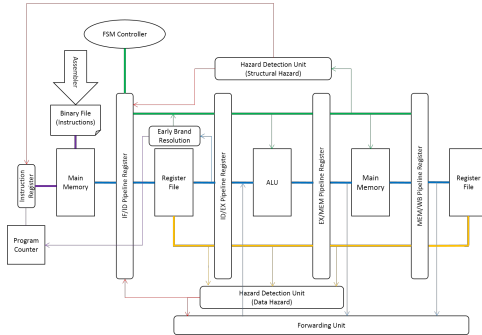 FSM Controller
Hazard Detection Unit
(Structural Hazard)
Assembler
Binary File
(Instructions)
Early Brand
Resolution
Instruction
Register
Main
Memory
IF/ID Pipeline Register
Register
File
ID/EX Pipeline Register
ALU
EX/MEM Pipeline Register
Main
Memory
MEM/WB Pipeline Register
Register
File
Program
Counter
Hazard Detection Unit
(Data Hazard)
Forwarding Unit